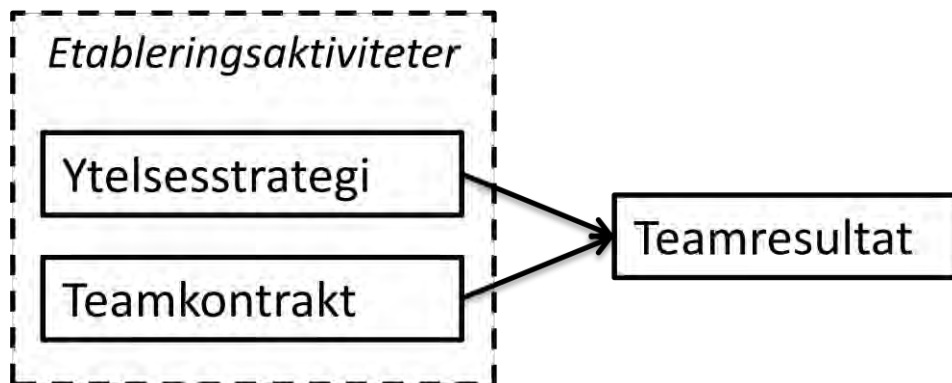 Etableringsaktiviteter
Ytelsesstrategi
Teamresultat
Teamkontrakt